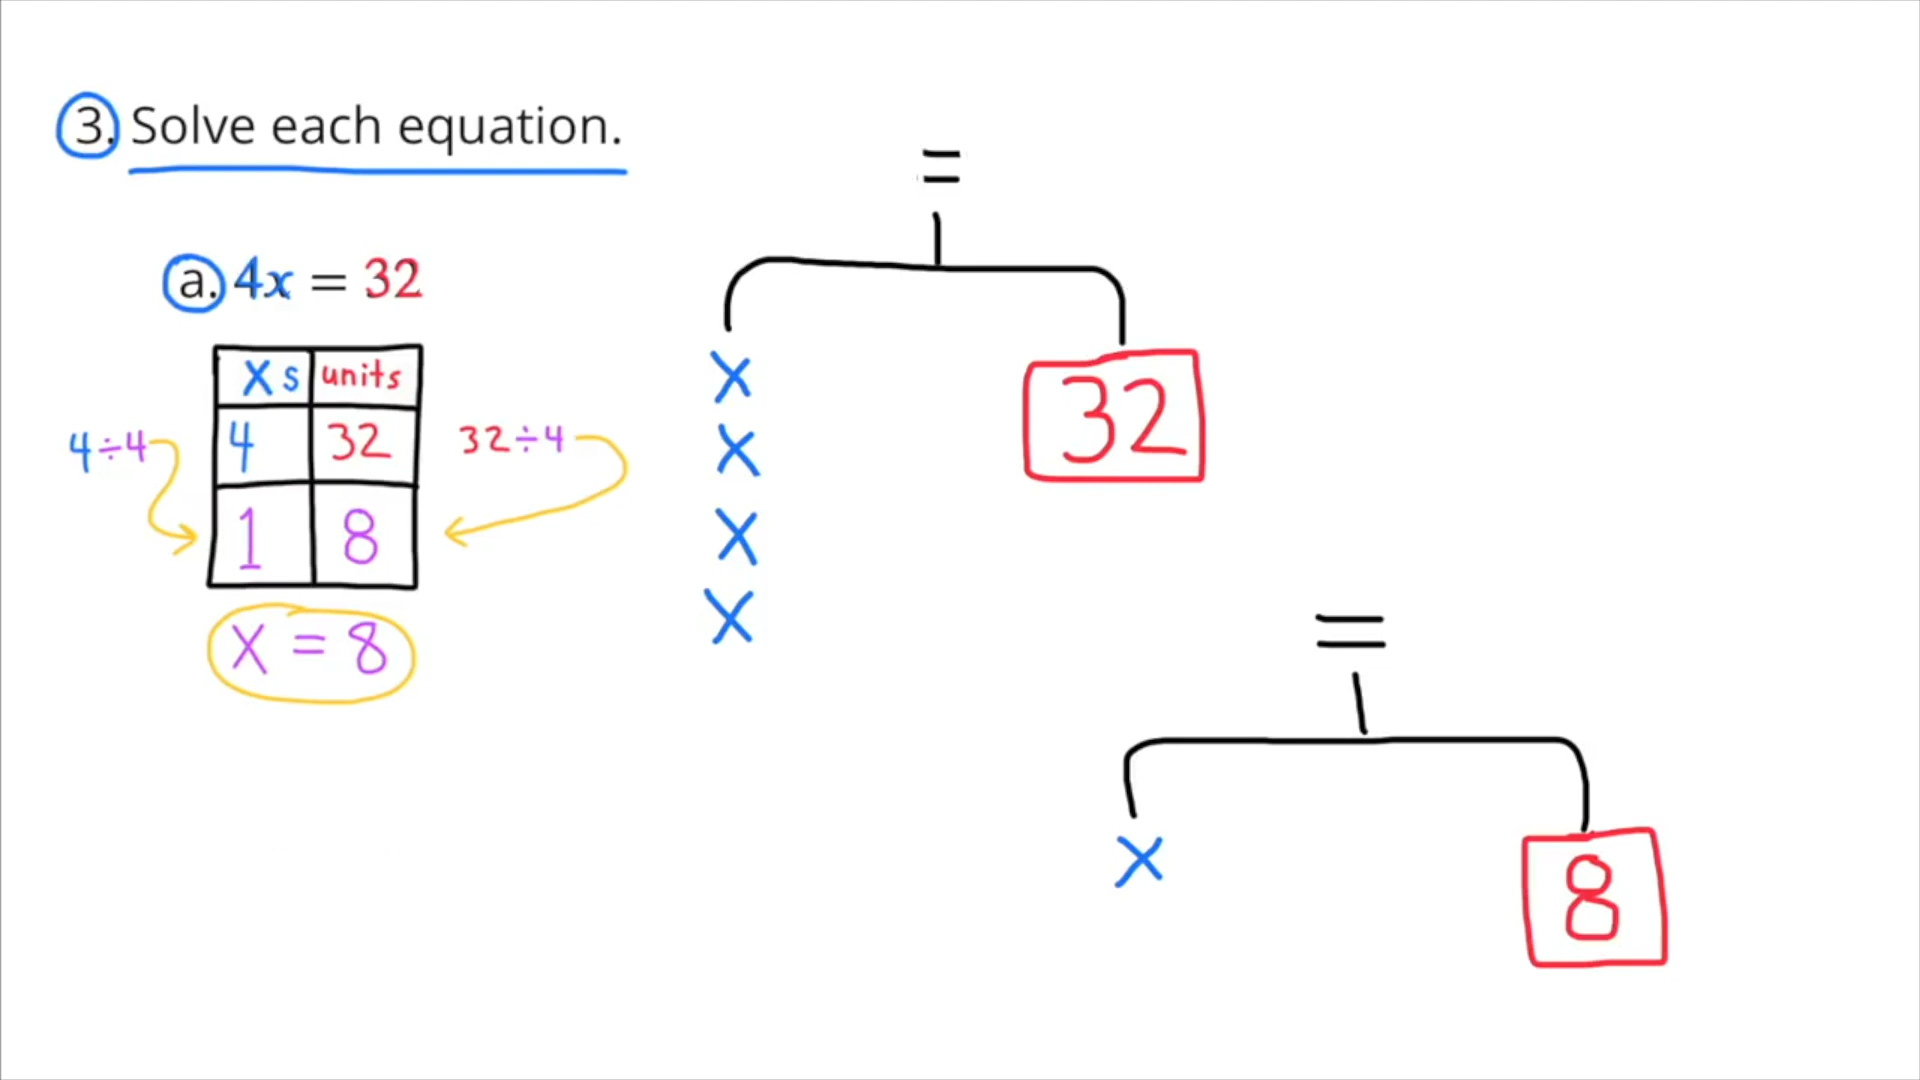 3. Solve each equation.
a. 4x = 32
Xs units
4÷4 4 32 32÷4
1 8
X = 8
=
X 32
X
X
X
=
X 8